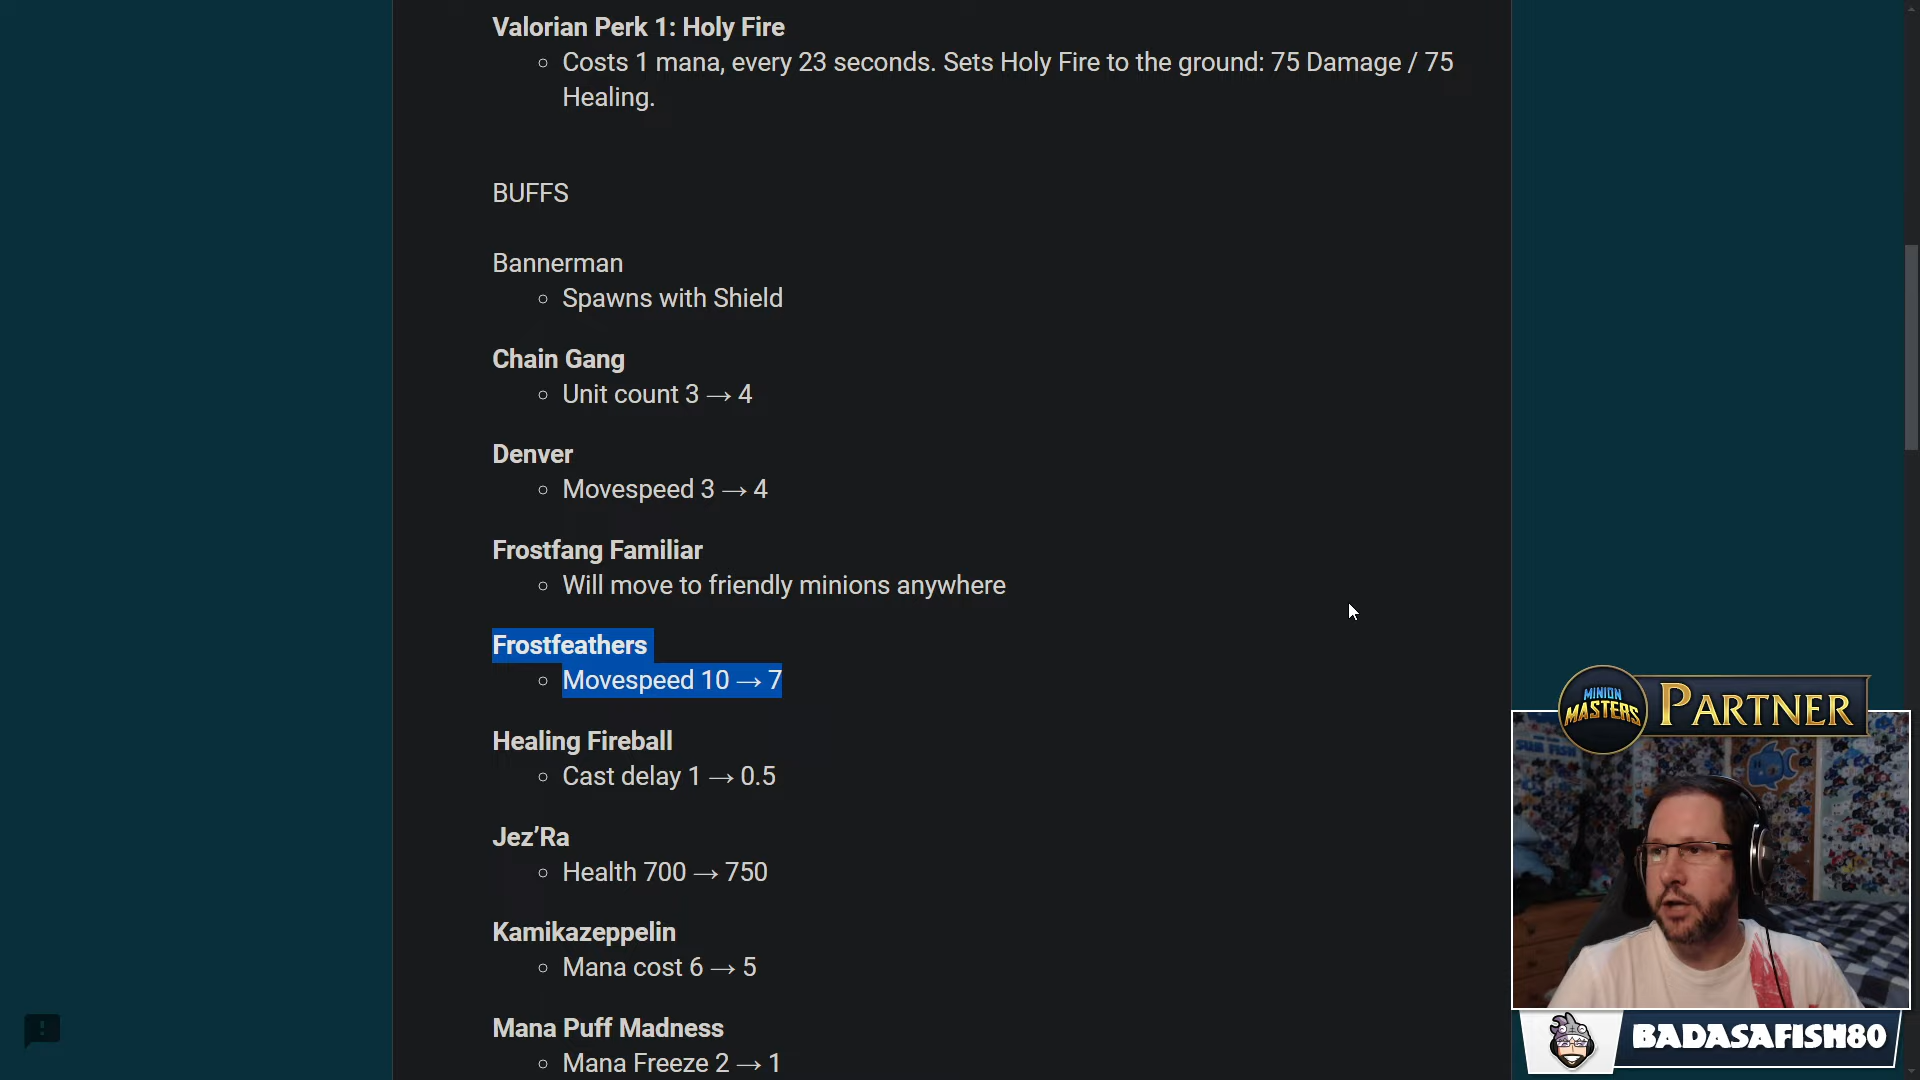 Valorian Perk 1: Holy Fire
Costs 1 mana, every 23 seconds. Sets Holy Fire to the ground: 75 Damage / 75
Healing.
BUFFS
Bannerman
Spawns with Shield
Chain Gang
Unit count 3 → 4
Denver
Movespeed 3 → 4
Frostfang Familiar
Will move to friendly minions anywhere
Frostfeathers
Movespeed 10 → 7
Healing Fireball
Cast delay 1 → 0.5
Jez’Ra
Health 700 → 750
Kamikazeppelin
Mana cost 6 → 5
Mana Puff Madness
Mana Freeze 2 → 1
MINION
MASTERS
PARTNER
BADASAFISH80